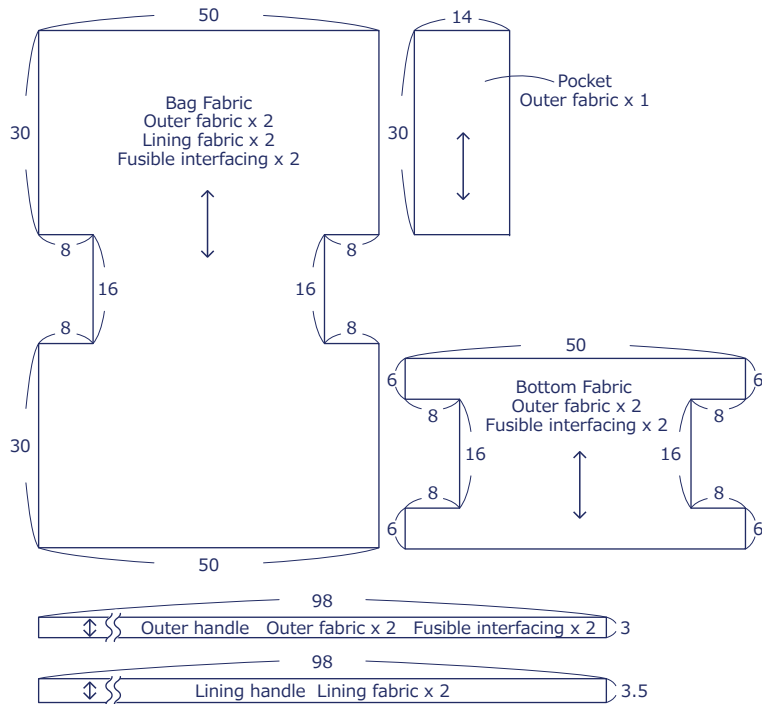 50
30
Bag Fabric
Outer fabric x 2
Lining fabric x 2
Fusible interfacing x 2
8
8
16
16
8
8
30
50
14
30
Pocket
Outer fabric x 1
50
6
6
Bottom Fabric
Outer fabric x 2
Fusible interfacing x 2
8
8
16
16
8
8
6
6
98
Outer handle Outer fabric x 2 Fusible interfacing x 2
3
98
Lining handle Lining fabric x 2
3.5